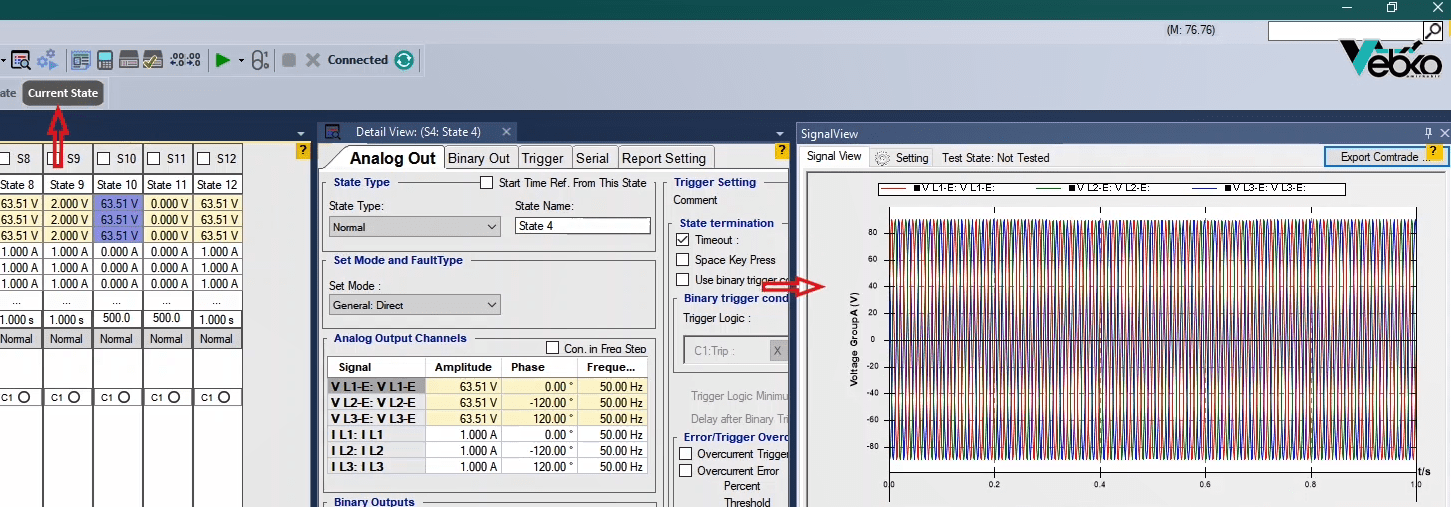 (M: 76.76)
Vebko
Connected
ate Current State
S8 S9 S10 S11 S12
State 8 State 9 State 10 State 11 State 12
63.51 V 2.000 V 63.51 V 0.000 V 63.51 V
63.51 V 2.000 V 63.51 V 0.000 V 63.51 V
63.51 V 2.000 V 63.51 V 0.000 V 63.51 V
1.000 A 1.000 A 0.000 A 0.000 A 1.000 A
1.000 A 1.000 A 0.000 A 0.000 A 1.000 A
1.000 A 1.000 A 0.000 A 0.000 A 1.000 A
... ... ... ... ...
1.000 s 1.000 s 500.0 500.0 1.000 s
Normal Normal Normal Normal Normal
C1 C1 C1 C1 C1
?
Detail View: (S4: State 4)
Analog Out Binary Out Trigger Serial Report Setting
?
State Type
Start Time Ref. From This State
State Type: State Name:
Normal State 4
Set Mode and FaultType
Set Mode :
General: Direct
Analog Output Channels
Con. in Freq Step
Signal Amplitude Phase Freque...
V L1-E: V L1-E 63.51 V 0.00 ° 50.00 Hz
V L2-E: V L2-E 63.51 V -120.00 ° 50.00 Hz
V L3-E: V L3-E 63.51 V 120.00 ° 50.00 Hz
I L1: I L1 1.000 A 0.00 ° 50.00 Hz
I L2: I L2 1.000 A -120.00 ° 50.00 Hz
I L3: I L3 1.000 A 120.00 ° 50.00 Hz
Binary Outputs
Trigger Setting
Comment
State termination
Timeout :
Space Key Press
Use binary trigger co
Binary trigger cond
Trigger Logic :
C1:Trip : X
Trigger Logic Minimu
Delay after Binary Tri
Error/Trigger Overc
Overcurrent Trigger
Overcurrent Error
Percent
Threshold
SignalView
Signal View Setting Test State: Not Tested Export Comtrade ...
?
V L1-E: V L1-E: V L2-E: V L2-E: V L3-E: V L3-E:
Voltage GroupA (V)
80
60
40
20
0
-20
-40
-60
-80
t/s
0.0 0.2 0.4 0.6 0.8 1.0